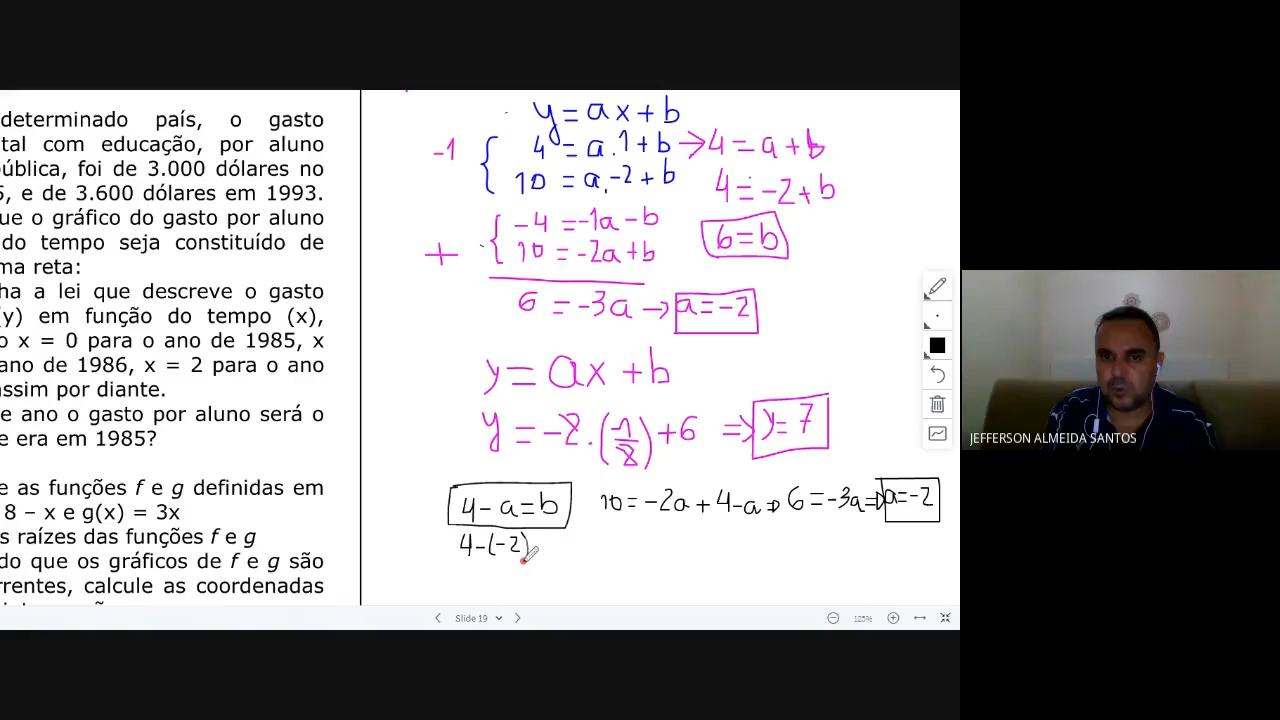 determinado país, o gasto
tal com educação, por aluno
ública, foi de 3.000 dólares no
5, e de 3.600 dólares em 1993.
ue o gráfico do gasto por aluno
do tempo seja constituído de
ma reta:
ha a lei que descreve o gasto
(y) em função do tempo (x),
o x = 0 para o ano de 1985, x
ano de 1986, x = 2 para o ano
assim por diante.
e ano o gasto por aluno será o
e era em 1985?
e as funções f e g definidas em
8 – x e g(x) = 3x
s raízes das funções f e g
do que os gráficos de f e g são
rrentes, calcule as coordenadas
y = ax + b
-1 4 = a.1 + b → 4 = a + b
10 = a.-2 + b 4 = -2 + b
-4 = -1a - b 6 = b
+ 10 = -2a + b
6 = -3a → a = -2
y = ax + b
y = -2.(-1/2) + 6 ⇒ y = 7
4 - a = b 10 = -2a + 4 - a ⇒ 6 = -3a ⇒ a = -2
4 - (-2)
Slide 19 125%
JEFFERSON ALMEIDA SANTOS